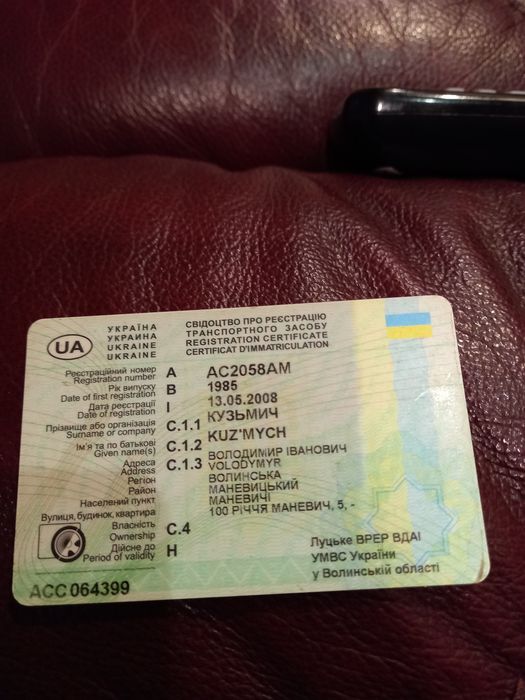 UA
УКРАЇНА
УКРАИНА
UKRAINE
UKRAINE
СВІДОЦТВО ПРО РЕЄСТРАЦІЮ
ТРАНСПОРТНОГО ЗАСОБУ
REGISTRATION CERTIFICATE
CERTIFICAT D'IMMATRICULATION
Реєстраційний номер A AC2058AM
Registration number
Рік випуску B 1985
Date of first registration
Дата реєстрації I 13.05.2008
Date of registration
Прізвище або організація C.1.1 КУЗЬМИЧ
Surname or company KUZ'MYCH
Ім'я та по батькові C.1.2 ВОЛОДИМИР ІВАНОВИЧ
Given name(s) VOLODYMYR
Адреса C.1.3 ВОЛИНСЬКА
Address
Регіон МАНЕВИЦЬКИЙ
Район МАНЕВИЧІ
Населений пункт 100 РІЧЧЯ МАНЕВИЧ, 5, -
Вулиця, будинок, квартира
Власність C.4
Ownership
Дійсне до H
Period of validity
Луцьке ВРЕР ВДАІ
УМВС України
у Волинській області
ACC 064399